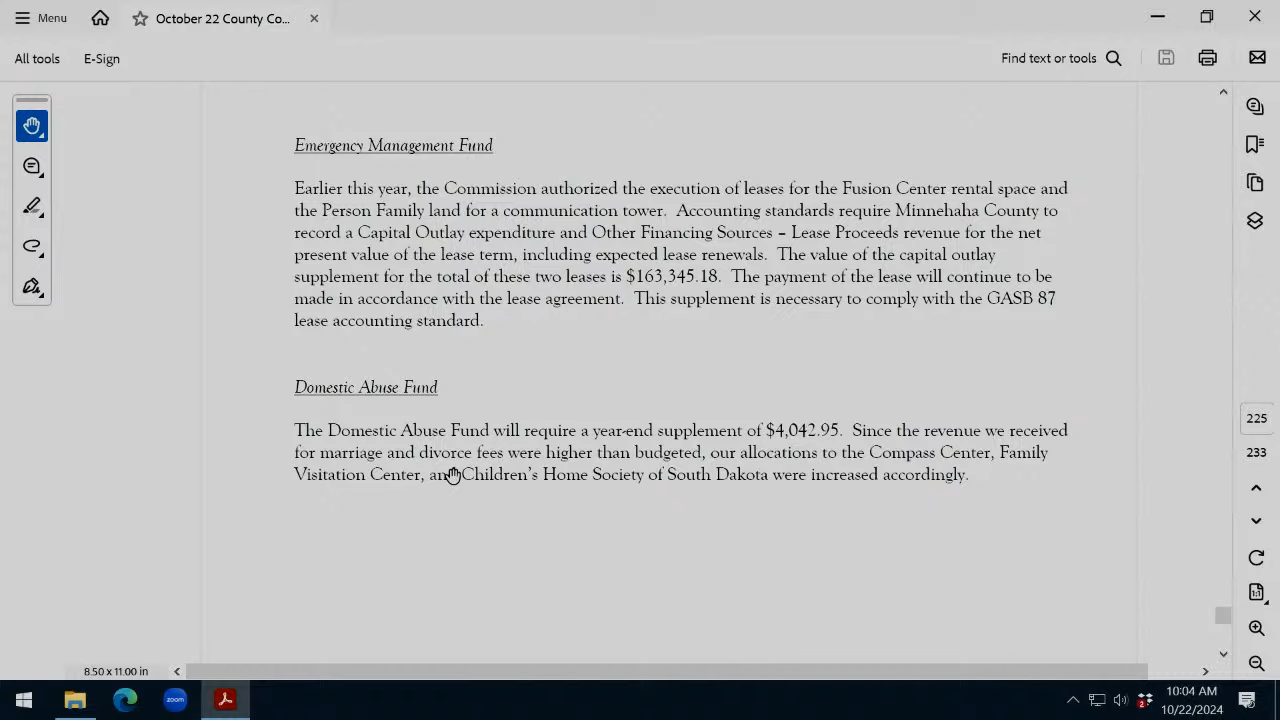 Menu
October 22 County Co...
All tools
E-Sign
Find text or tools
Emergency Management Fund
Earlier this year, the Commission authorized the execution of leases for the Fusion Center rental space and
the Person Family land for a communication tower. Accounting standards require Minnehaha County to
record a Capital Outlay expenditure and Other Financing Sources – Lease Proceeds revenue for the net
present value of the lease term, including expected lease renewals. The value of the capital outlay
supplement for the total of these two leases is $163,345.18. The payment of the lease will continue to be
made in accordance with the lease agreement. This supplement is necessary to comply with the GASB 87
lease accounting standard.
Domestic Abuse Fund
The Domestic Abuse Fund will require a year-end supplement of $4,042.95. Since the revenue we received
for marriage and divorce fees were higher than budgeted, our allocations to the Compass Center, Family
Visitation Center, and Children's Home Society of South Dakota were increased accordingly.
225
233
1:1
8.50 x 11.00 in
zoom
2
10:04 AM
10/22/2024